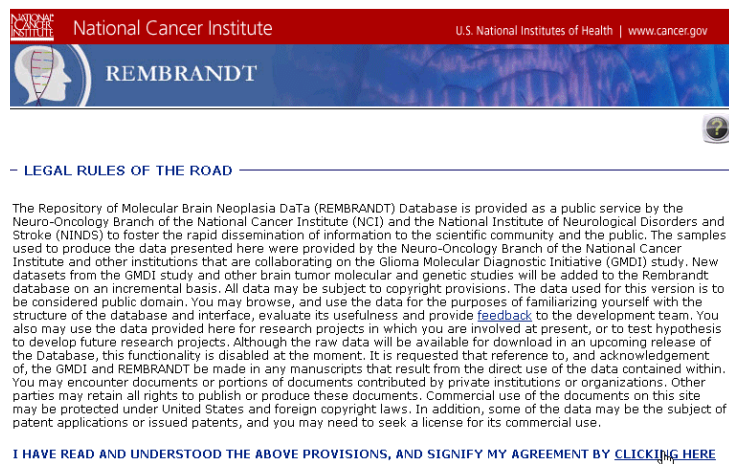 NATIONAL
CANCER
INSTITUTE
National Cancer Institute
U.S. National Institutes of Health | www.cancer.gov
REMBRANDT
?
LEGAL RULES OF THE ROAD
The Repository of Molecular Brain Neoplasia DaTa (REMBRANDT) Database is provided as a public service by the
Neuro-Oncology Branch of the National Cancer Institute (NCI) and the National Institute of Neurological Disorders and
Stroke (NINDS) to foster the rapid dissemination of information to the scientific community and the public. The samples
used to produce the data presented here were provided by the Neuro-Oncology Branch of the National Cancer
Institute and other institutions that are collaborating on the Glioma Molecular Diagnostic Initiative (GMDI) study. New
datasets from the GMDI study and other brain tumor molecular and genetic studies will be added to the Rembrandt
database on an incremental basis. All data may be subject to copyright provisions. The data used for this version is to
be considered public domain. You may browse, and use the data for the purposes of familiarizing yourself with the
structure of the database and interface, evaluate its usefulness and provide feedback to the development team. You
also may use the data provided here for research projects in which you are involved at present, or to test hypothesis
to develop future research projects. Although the raw data will be available for download in an upcoming release of
the Database, this functionality is disabled at the moment. It is requested that reference to, and acknowledgement
of, the GMDI and REMBRANDT be made in any manuscripts that result from the direct use of the data contained within.
You may encounter documents or portions of documents contributed by private institutions or organizations. Other
parties may retain all rights to publish or produce these documents. Commercial use of the documents on this site
may be protected under United States and foreign copyright laws. In addition, some of the data may be the subject of
patent applications or issued patents, and you may need to seek a license for its commercial use.
I HAVE READ AND UNDERSTOOD THE ABOVE PROVISIONS, AND SIGNIFY MY AGREEMENT BY CLICKING HERE